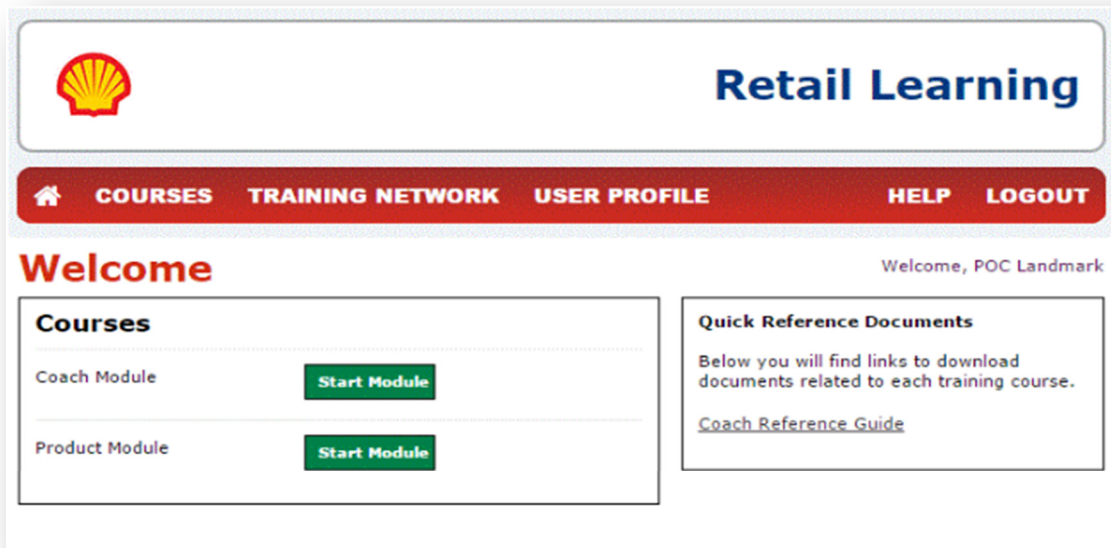 Retail Learning
COURSES TRAINING NETWORK USER PROFILE HELP LOGOUT
Welcome
Welcome, POC Landmark
Courses
Coach Module Start Module
Product Module Start Module
Quick Reference Documents
Below you will find links to download
documents related to each training course.
Coach Reference Guide